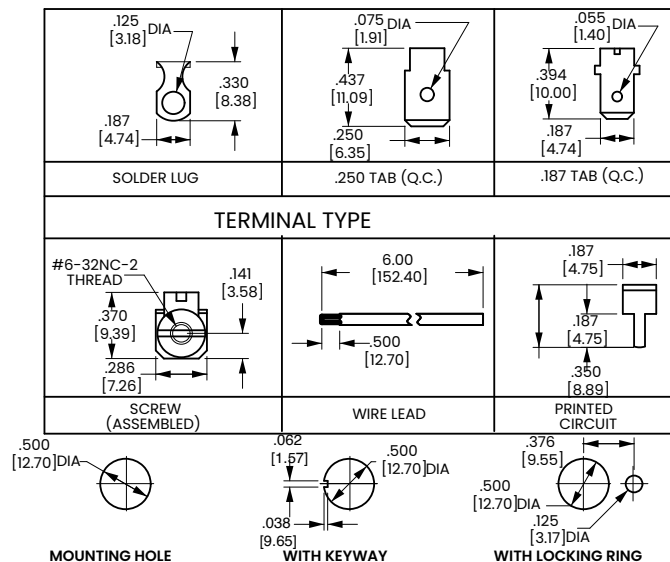 .125
[3.18]
DIA
.330
[8.38]
.187
[4.74]
SOLDER LUG
.075
[1.91]
DIA
.437
[11.09]
.250
[6.35]
.250 TAB (Q.C.)
.055
[1.40]
DIA
.394
[10.00]
.187
[4.74]
.187 TAB (Q.C.)
TERMINAL TYPE
#6-32NC-2
THREAD
.141
[3.58]
.370
[9.39]
.286
[7.26]
SCREW
(ASSEMBLED)
6.00
[152.40]
.500
[12.70]
WIRE LEAD
.187
[4.75]
.187
[4.75]
.350
[8.89]
PRINTED
CIRCUIT
.500
[12.70]DIA
MOUNTING HOLE
.062
[1.57]
.500
[12.70]DIA
.038
[9.65]
WITH KEYWAY
.376
[9.55]
.500
[12.70]DIA
.125
[3.17]DIA
WITH LOCKING RING